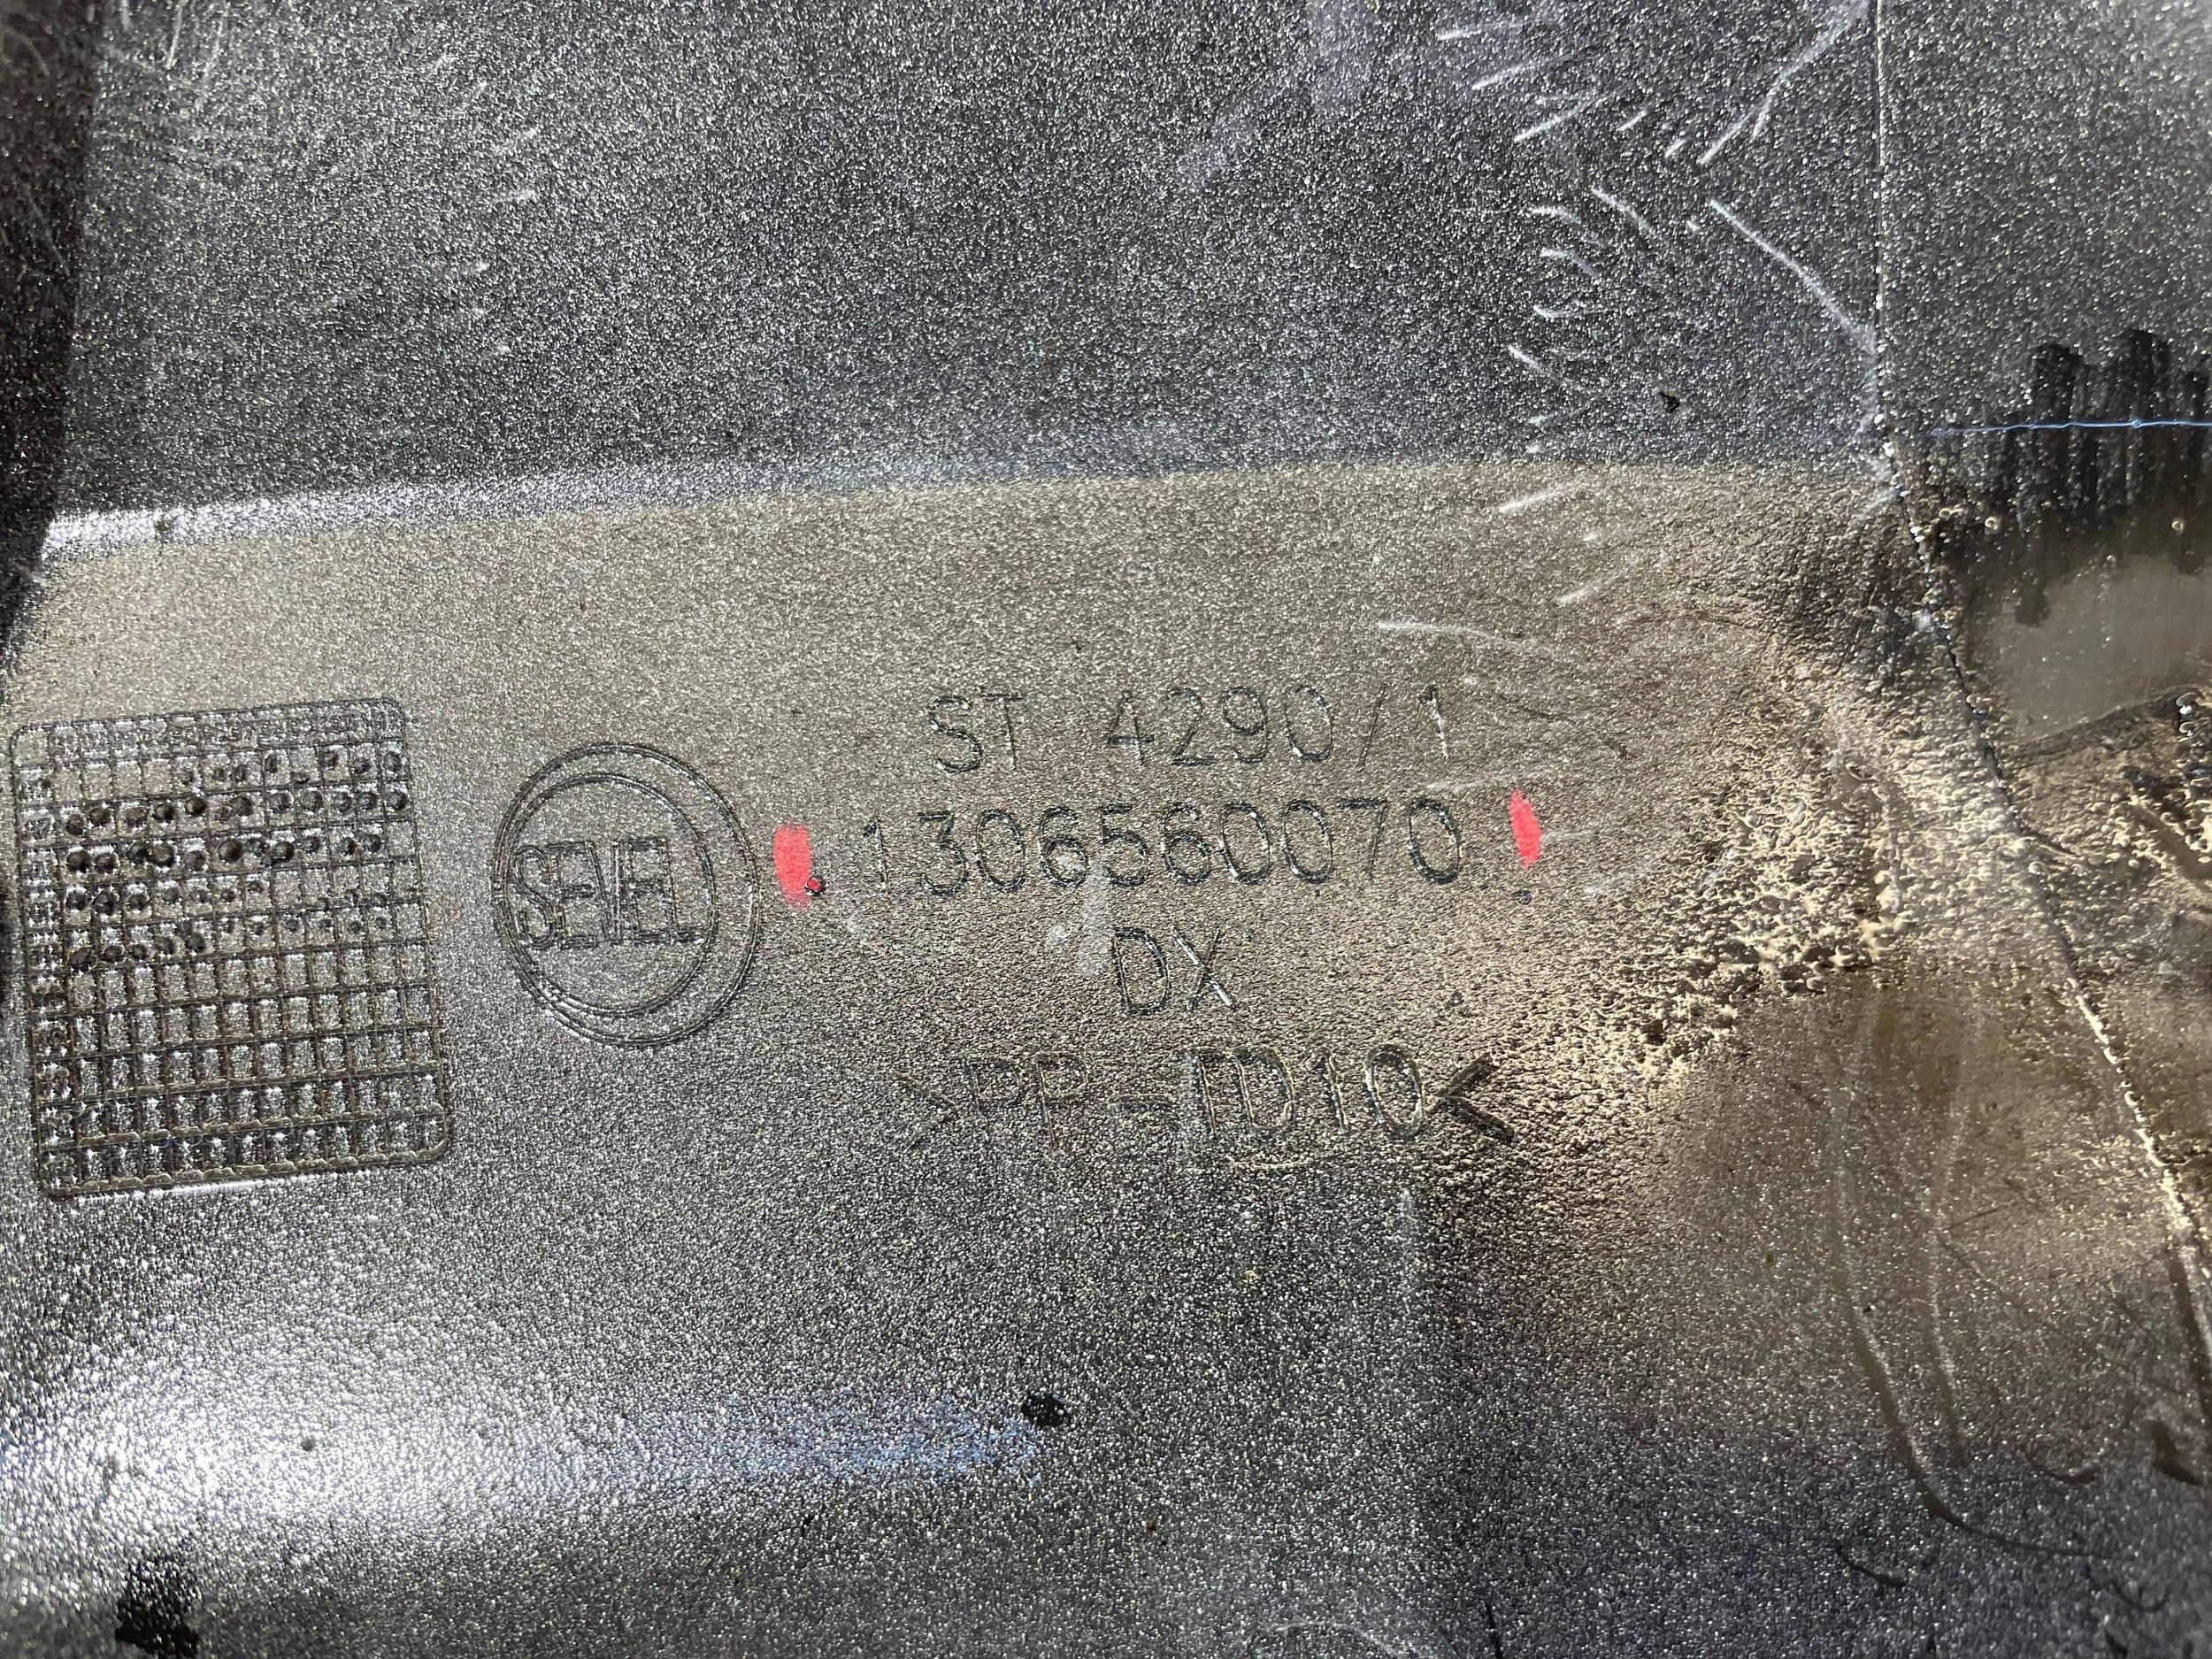 SEVEL
ST 4290/1
1306560070
DX
>PP-TD10<